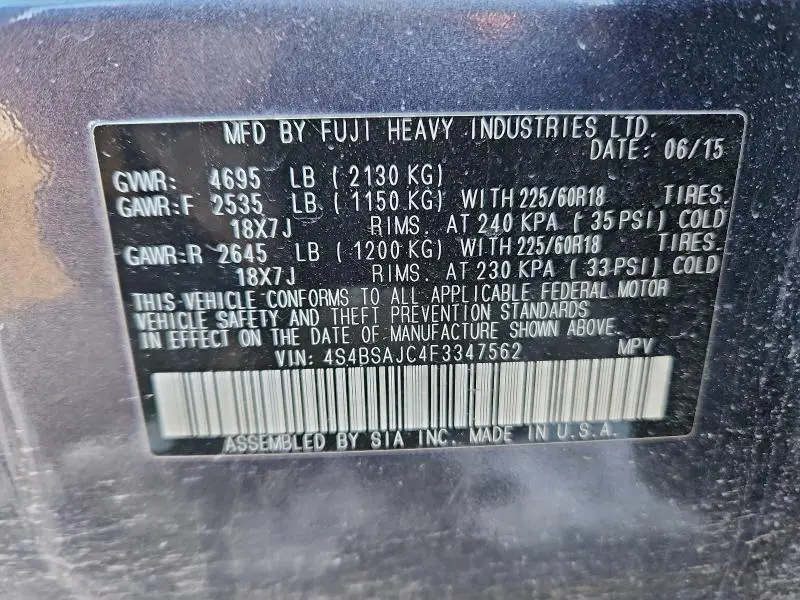 MFD BY FUJI HEAVY INDUSTRIES LTD.
DATE: 06/15
GVWR: 4695 LB (2130 KG)
GAWR:F 2535 LB (1150 KG) WITH 225/60R18 TIRES.
18X7J RIMS. AT 240 KPA (35 PSI) COLD
GAWR:R 2645 LB (1200 KG) WITH 225/60R18 TIRES.
18X7J RIMS. AT 230 KPA (33 PSI) COLD
THIS VEHICLE CONFORMS TO ALL APPLICABLE FEDERAL MOTOR
VEHICLE SAFETY AND THEFT PREVENTION STANDARDS
IN EFFECT ON THE DATE OF MANUFACTURE SHOWN ABOVE.
VIN: 4S4BSAJC4F3347562 MPV
ASSEMBLED BY SIA INC. MADE IN U.S.A.